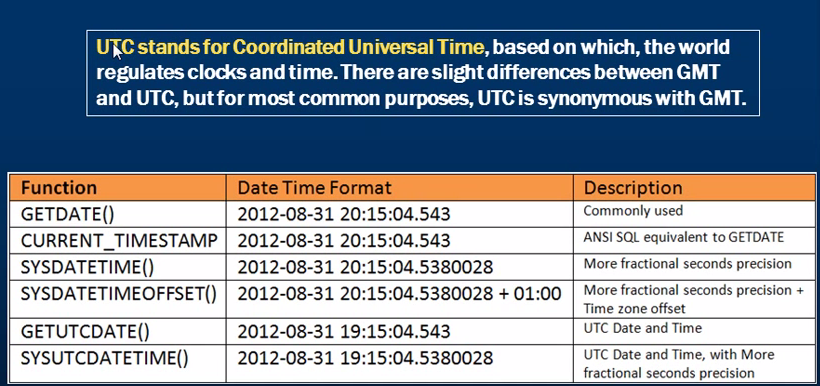 UTC stands for Coordinated Universal Time, based on which, the world
regulates clocks and time. There are slight differences between GMT
and UTC, but for most common purposes, UTC is synonymous with GMT.
Function Date Time Format Description
GETDATE() 2012-08-31 20:15:04.543 Commonly used
CURRENT_TIMESTAMP 2012-08-31 20:15:04.543 ANSI SQL equivalent to GETDATE
SYSDATETIME() 2012-08-31 20:15:04.5380028 More fractional seconds precision
SYSDATETIMEOFFSET() 2012-08-31 20:15:04.5380028 + 01:00 More fractional seconds precision +
Time zone offset
GETUTCDATE() 2012-08-31 19:15:04.543 UTC Date and Time
SYSUTCDATETIME() 2012-08-31 19:15:04.5380028 UTC Date and Time, with More
fractional seconds precision